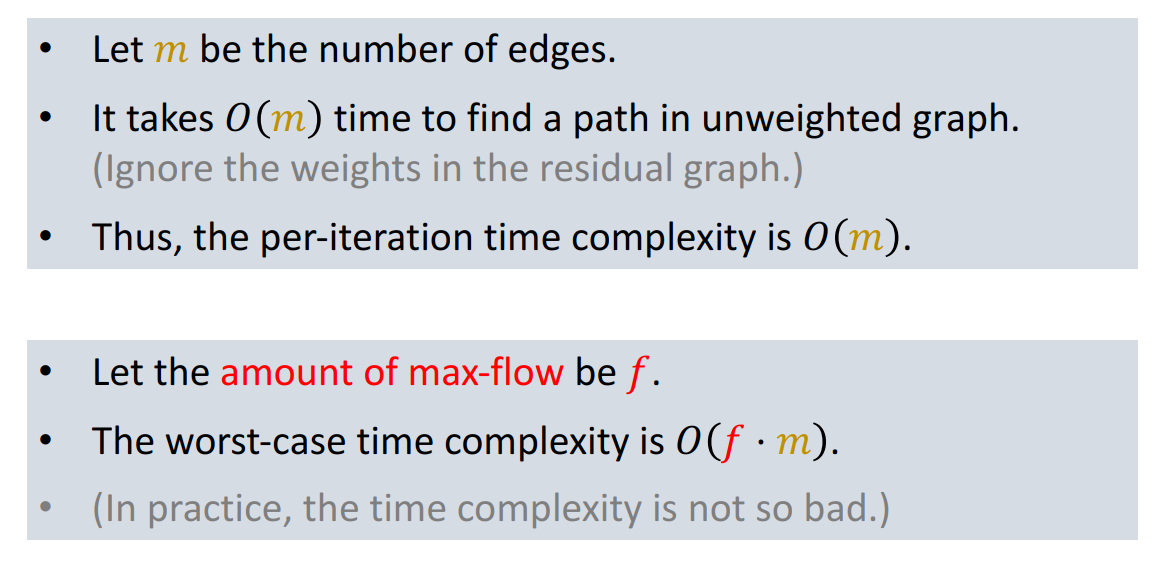 • Let m be the number of edges.
• It takes O(m) time to find a path in unweighted graph.
(Ignore the weights in the residual graph.)
• Thus, the per-iteration time complexity is O(m).
• Let the amount of max-flow be f.
• The worst-case time complexity is O(f · m).
• (In practice, the time complexity is not so bad.)